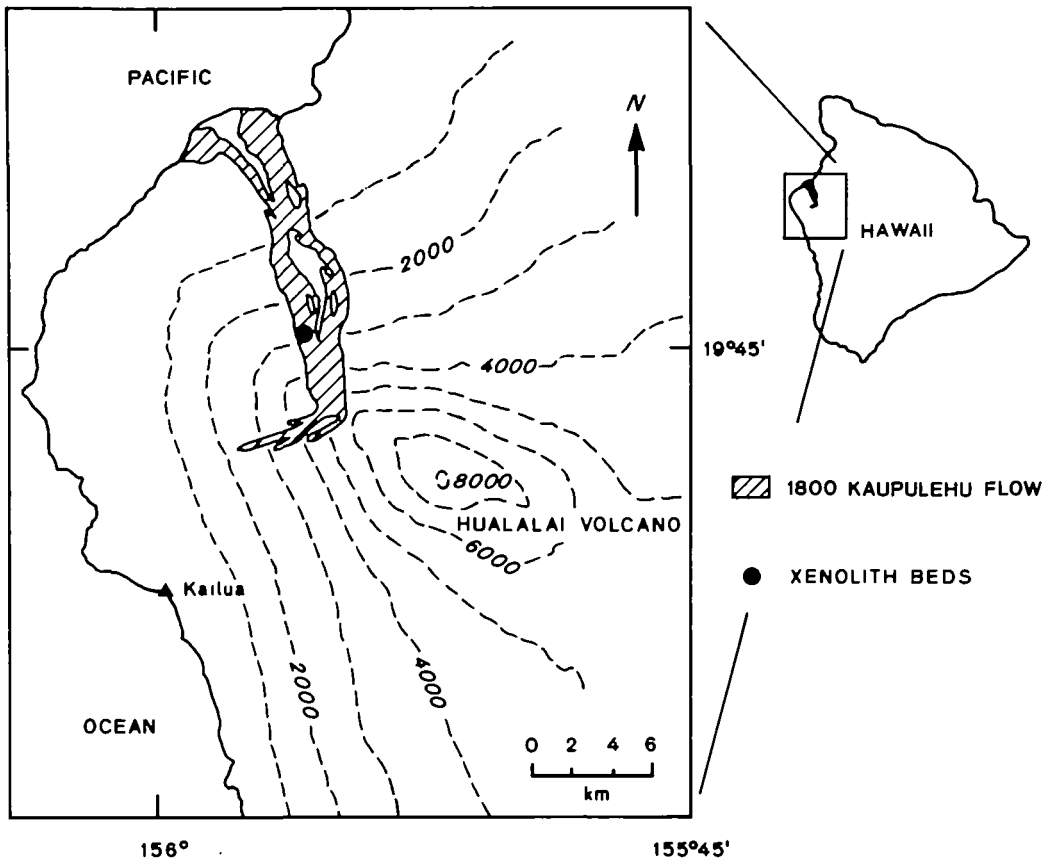 PACIFIC
N
2000
4000
19°45'
HAWAII
8000
HUALALAI VOLCANO
6000
1800 KAUPULEHU FLOW
XENOLITH BEDS
Kailua
2000
4000
OCEAN
0 2 4 6
km
156°
155°45'